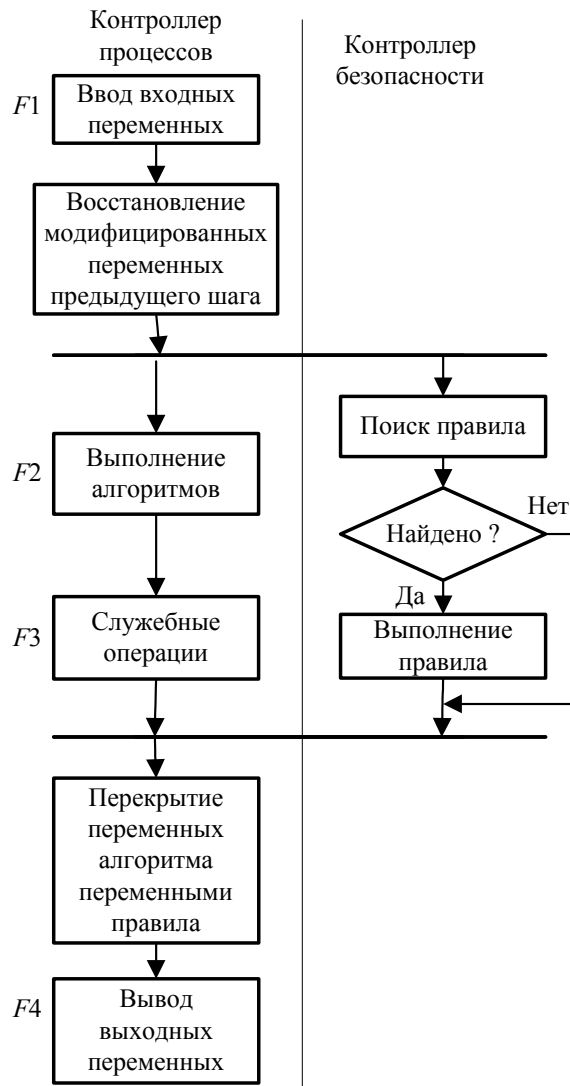 Контроллер
процессов
Контроллер
безопасности
F1
Ввод входных
переменных
Восстановление
модифицированных
переменных
предыдущего шага
Поиск правила
F2
Выполнение
алгоритмов
Найдено ?
Нет
Да
F3
Служебные
операции
Выполнение
правила
Перекрытие
переменных
алгоритма
переменными
правила
F4
Вывод
выходных
переменных